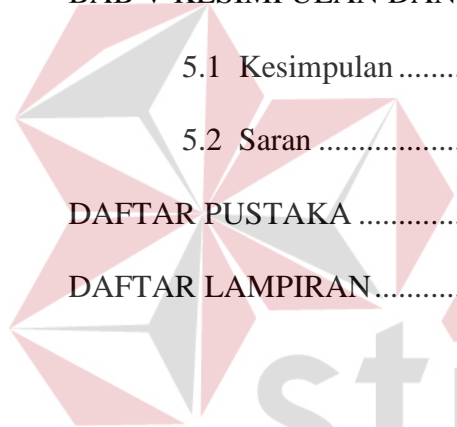 BAB V KESIMPULAN DAN
5.1 Kesimpulan ..........
5.2 Saran ....................
DAFTAR PUSTAKA ..............
DAFTAR LAMPIRAN...........